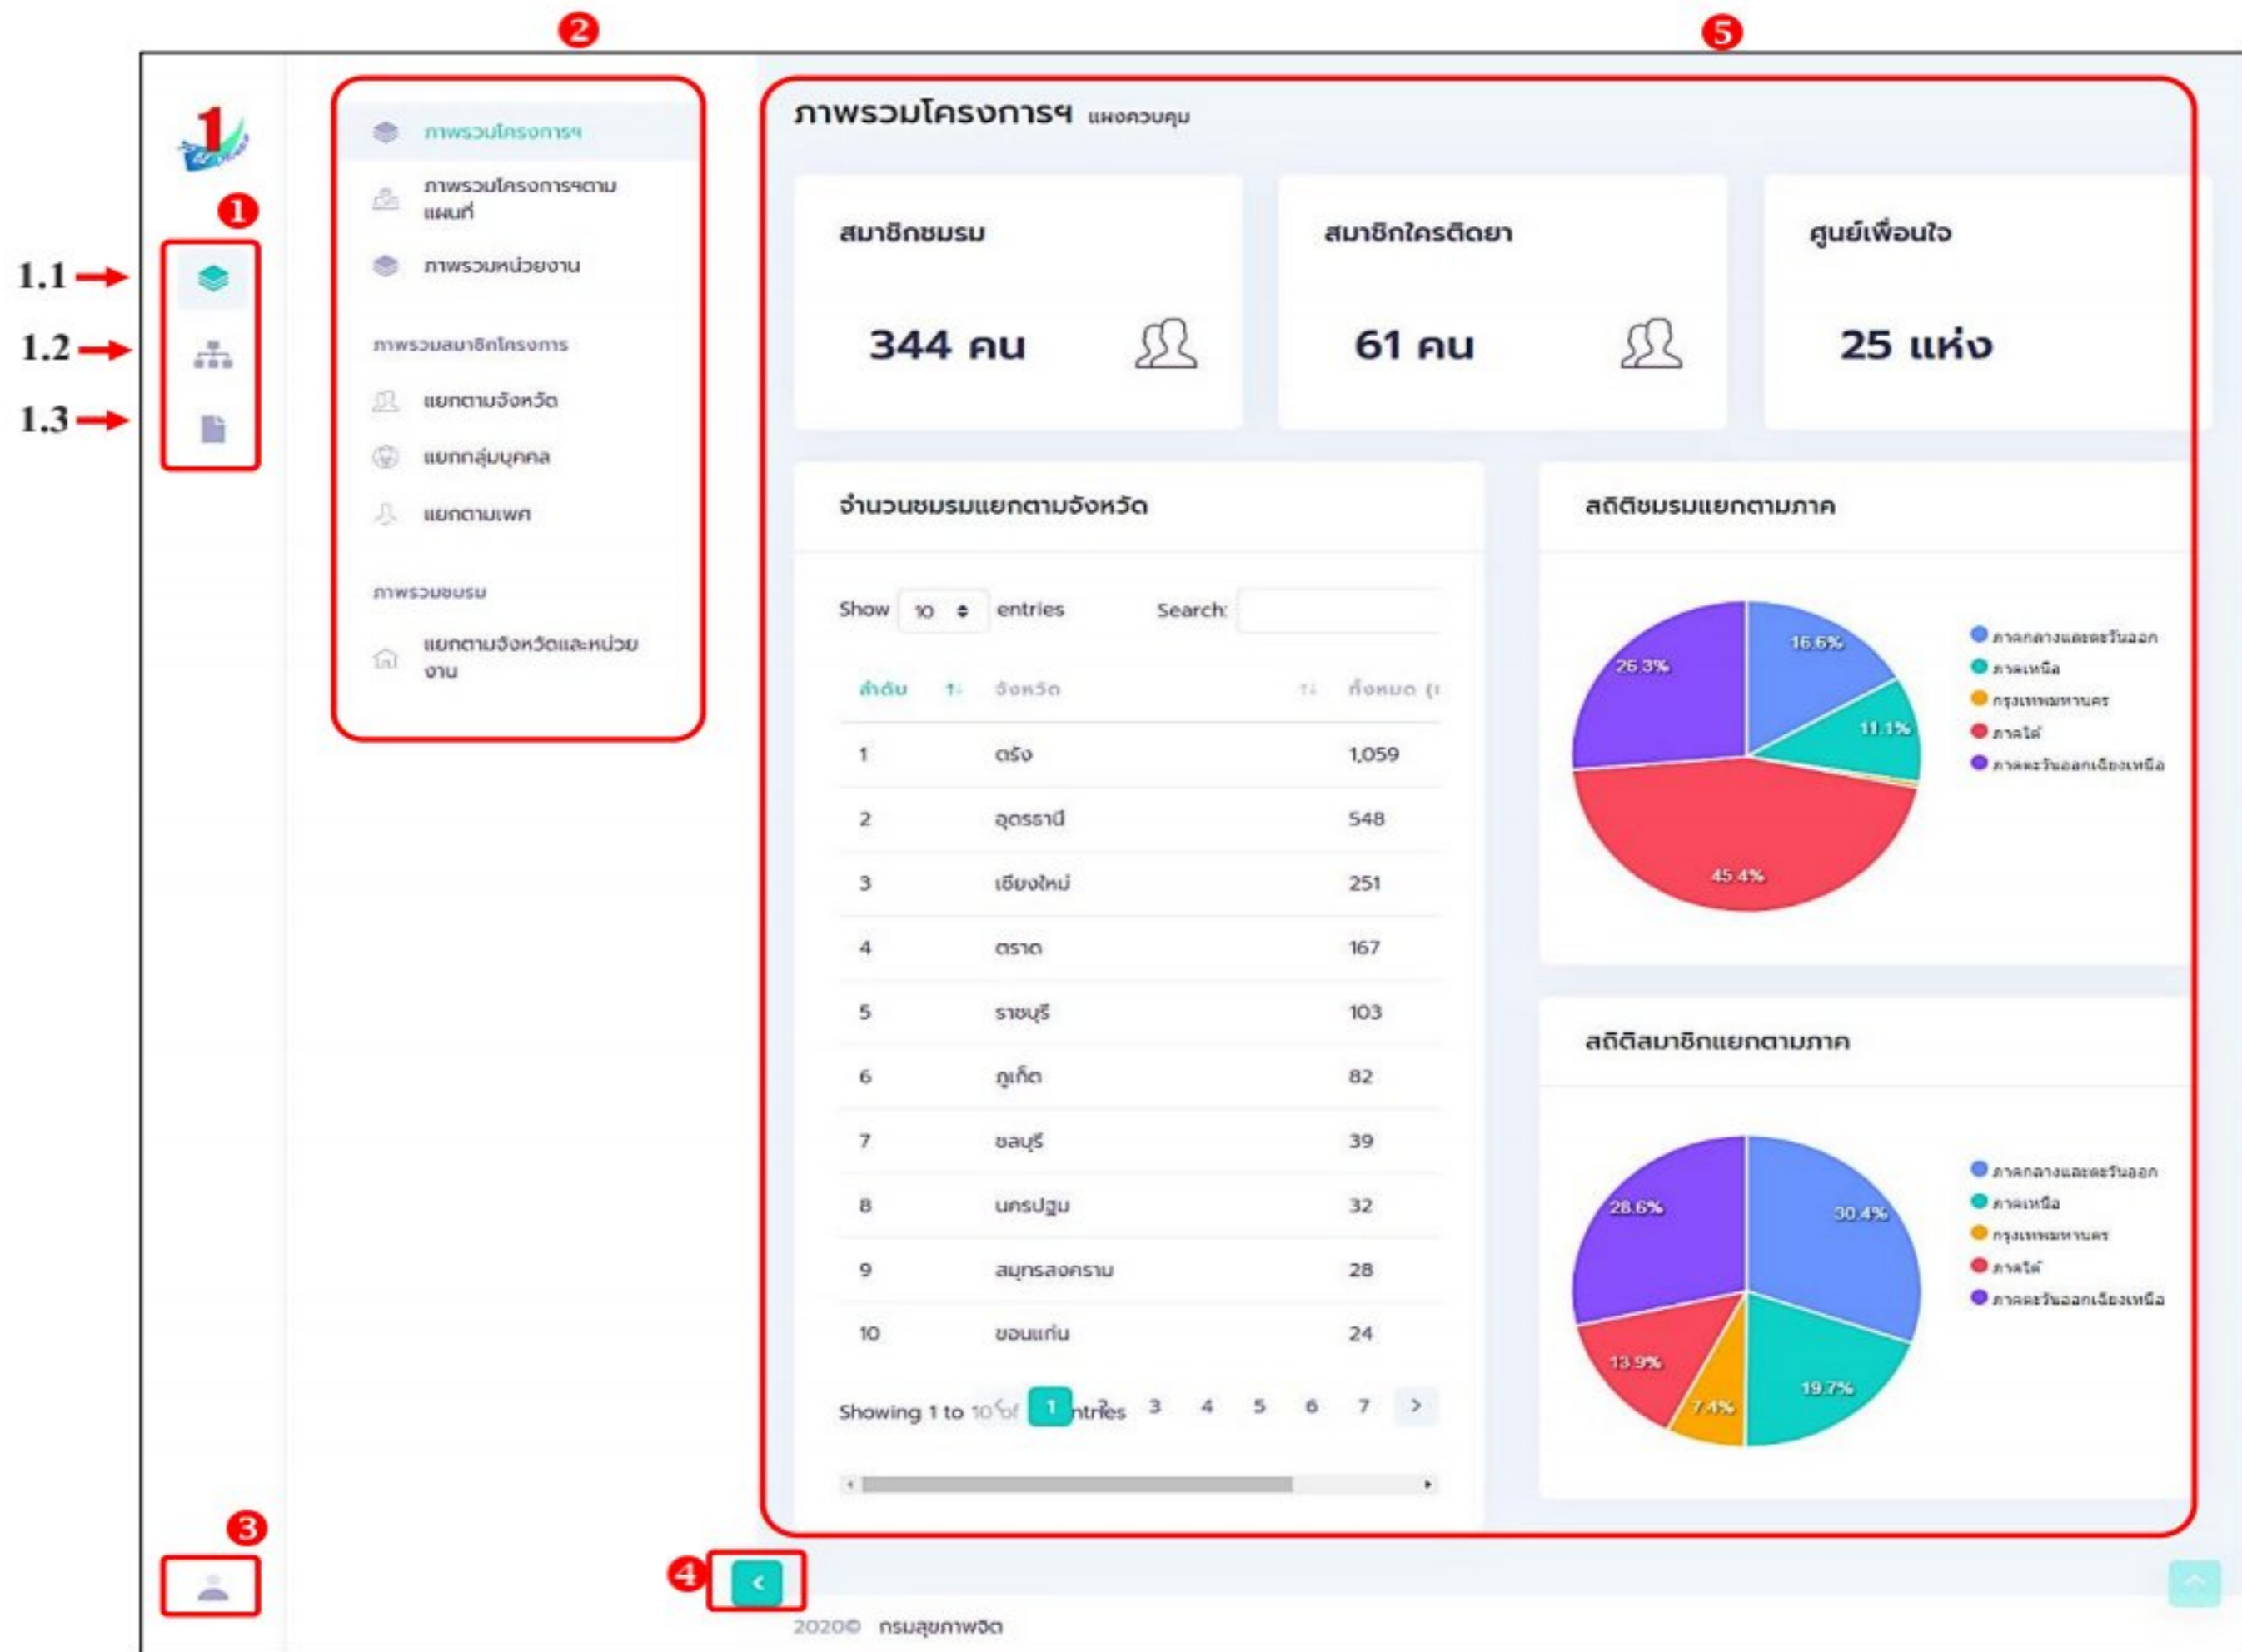 2
5
1
ภาพรวมโครงการฯ
ภาพรวมโครงการฯตาม
แผนที่
ภาพรวมหน่วยงาน
ภาพรวมสมาชิกโครงการ
แยกตามจังหวัด
แยกกลุ่มบุคคล
แยกตามเพศ
ภาพรวมชมรม
แยกตามจังหวัดและหน่วย
งาน
1
1.1
1.2
1.3
ภาพรวมโครงการฯ แผงควบคุม
สมาชิกชมรม
344 คน
สมาชิกใครติดยา
61 คน
ศูนย์เพื่อนใจ
25 แห่ง
จำนวนชมรมแยกตามจังหวัด
Show 10 entries Search:
ลำดับ จังหวัด ทั้งหมด (
1 ตรัง 1,059
2 อุดรธานี 548
3 เชียงใหม่ 251
4 ตราด 167
5 ราชบุรี 103
6 ภูเก็ต 82
7 ชลบุรี 39
8 นครปฐม 32
9 สมุทรสงคราม 28
10 ขอนแก่น 24
Showing 1 to 10 of ntries
1 2 3 4 5 6 7 >
สถิติชมรมแยกตามภาค
16.6%
11.1%
45.4%
26.3%
ภาคกลางและตะวันออก
ภาคเหนือ
กรุงเทพมหานคร
ภาคใต้
ภาคตะวันออกเฉียงเหนือ
สถิติสมาชิกแยกตามภาค
30.4%
19.7%
7.4%
13.9%
28.6%
ภาคกลางและตะวันออก
ภาคเหนือ
กรุงเทพมหานคร
ภาคใต้
ภาคตะวันออกเฉียงเหนือ
3
4
2020© กรมสุขภาพจิต